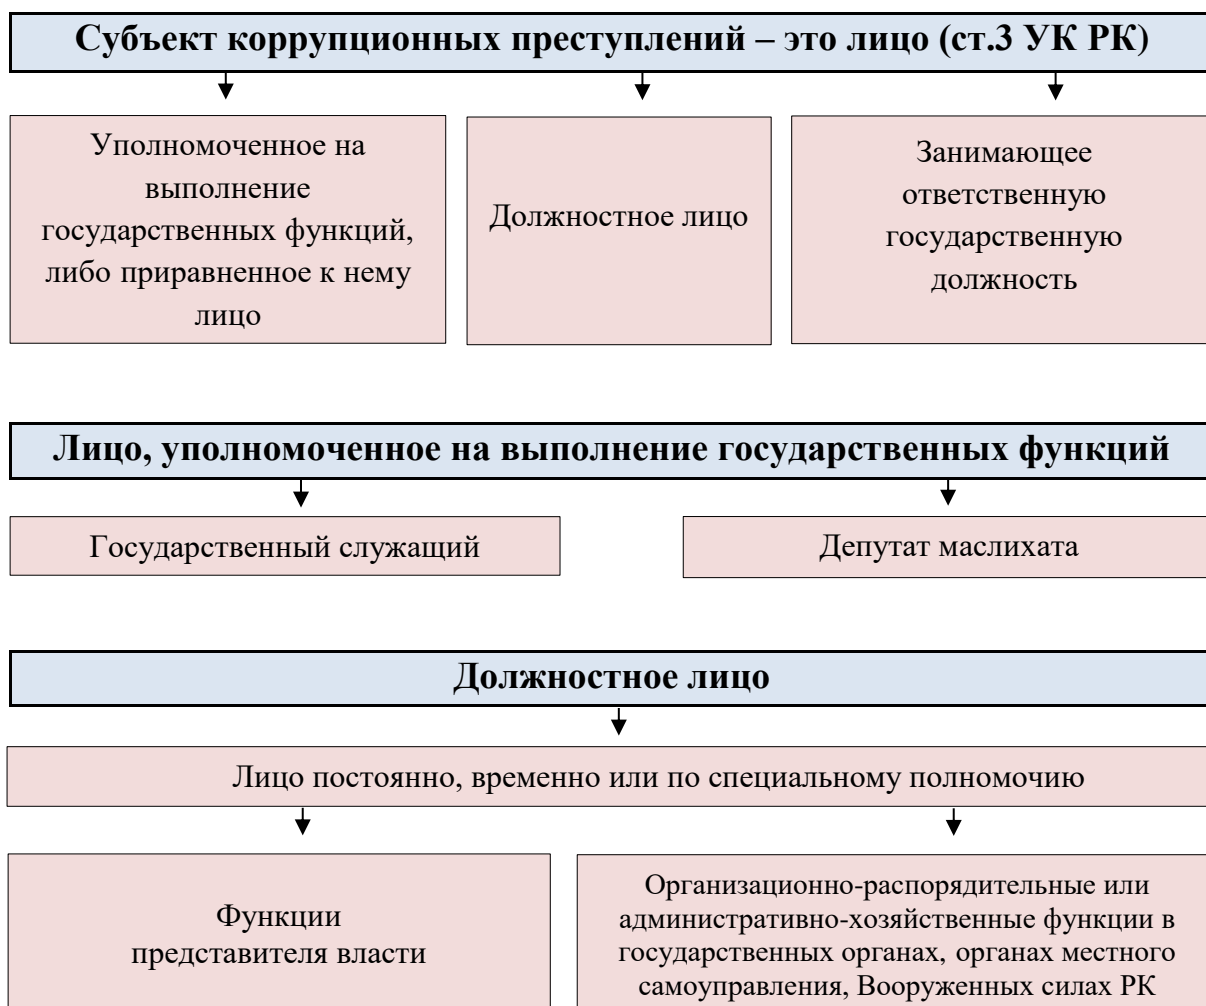 Субъект коррупционных преступлений – это лицо (ст.3 УК РК)
Уполномоченное на
выполнение
государственных функций,
либо приравненное к нему
лицо
Должностное лицо
Занимающее
ответственную
государственную
должность
Лицо, уполномоченное на выполнение государственных функций
Государственный служащий
Депутат маслихата
Должностное лицо
Лицо постоянно, временно или по специальному полномочию
Функции
представителя власти
Организационно-распорядительные или
административно-хозяйственные функции в
государственных органах, органах местного
самоуправления, Вооруженных силах РК